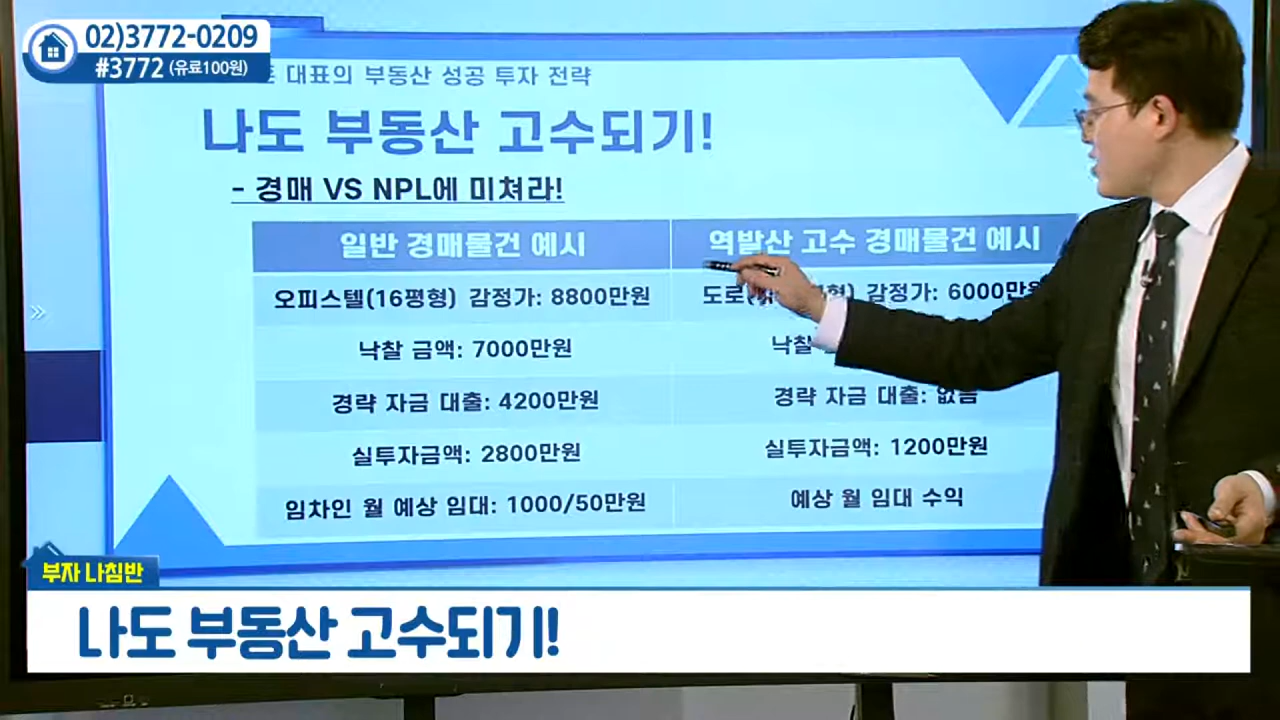 02)3772-0209
#3772 (유료100원)
대표의 부동산 성공 투자 전략
나도 부동산 고수되기!
- 경매 VS NPL에 미쳐라!
일반 경매물건 예시
역발산 고수 경매물건 예시
오피스텔(16평형) 감정가: 8800만원
감정가: 6000만원
낙찰 금액: 7000만원
낙찰
경락 자금 대출: 4200만원
경락 자금 대출: 없음
실투자금액: 2800만원
실투자금액: 1200만원
임차인 월 예상 임대: 1000/50만원
예상 월 임대 수익
부자 나침반
나도 부동산 고수되기!